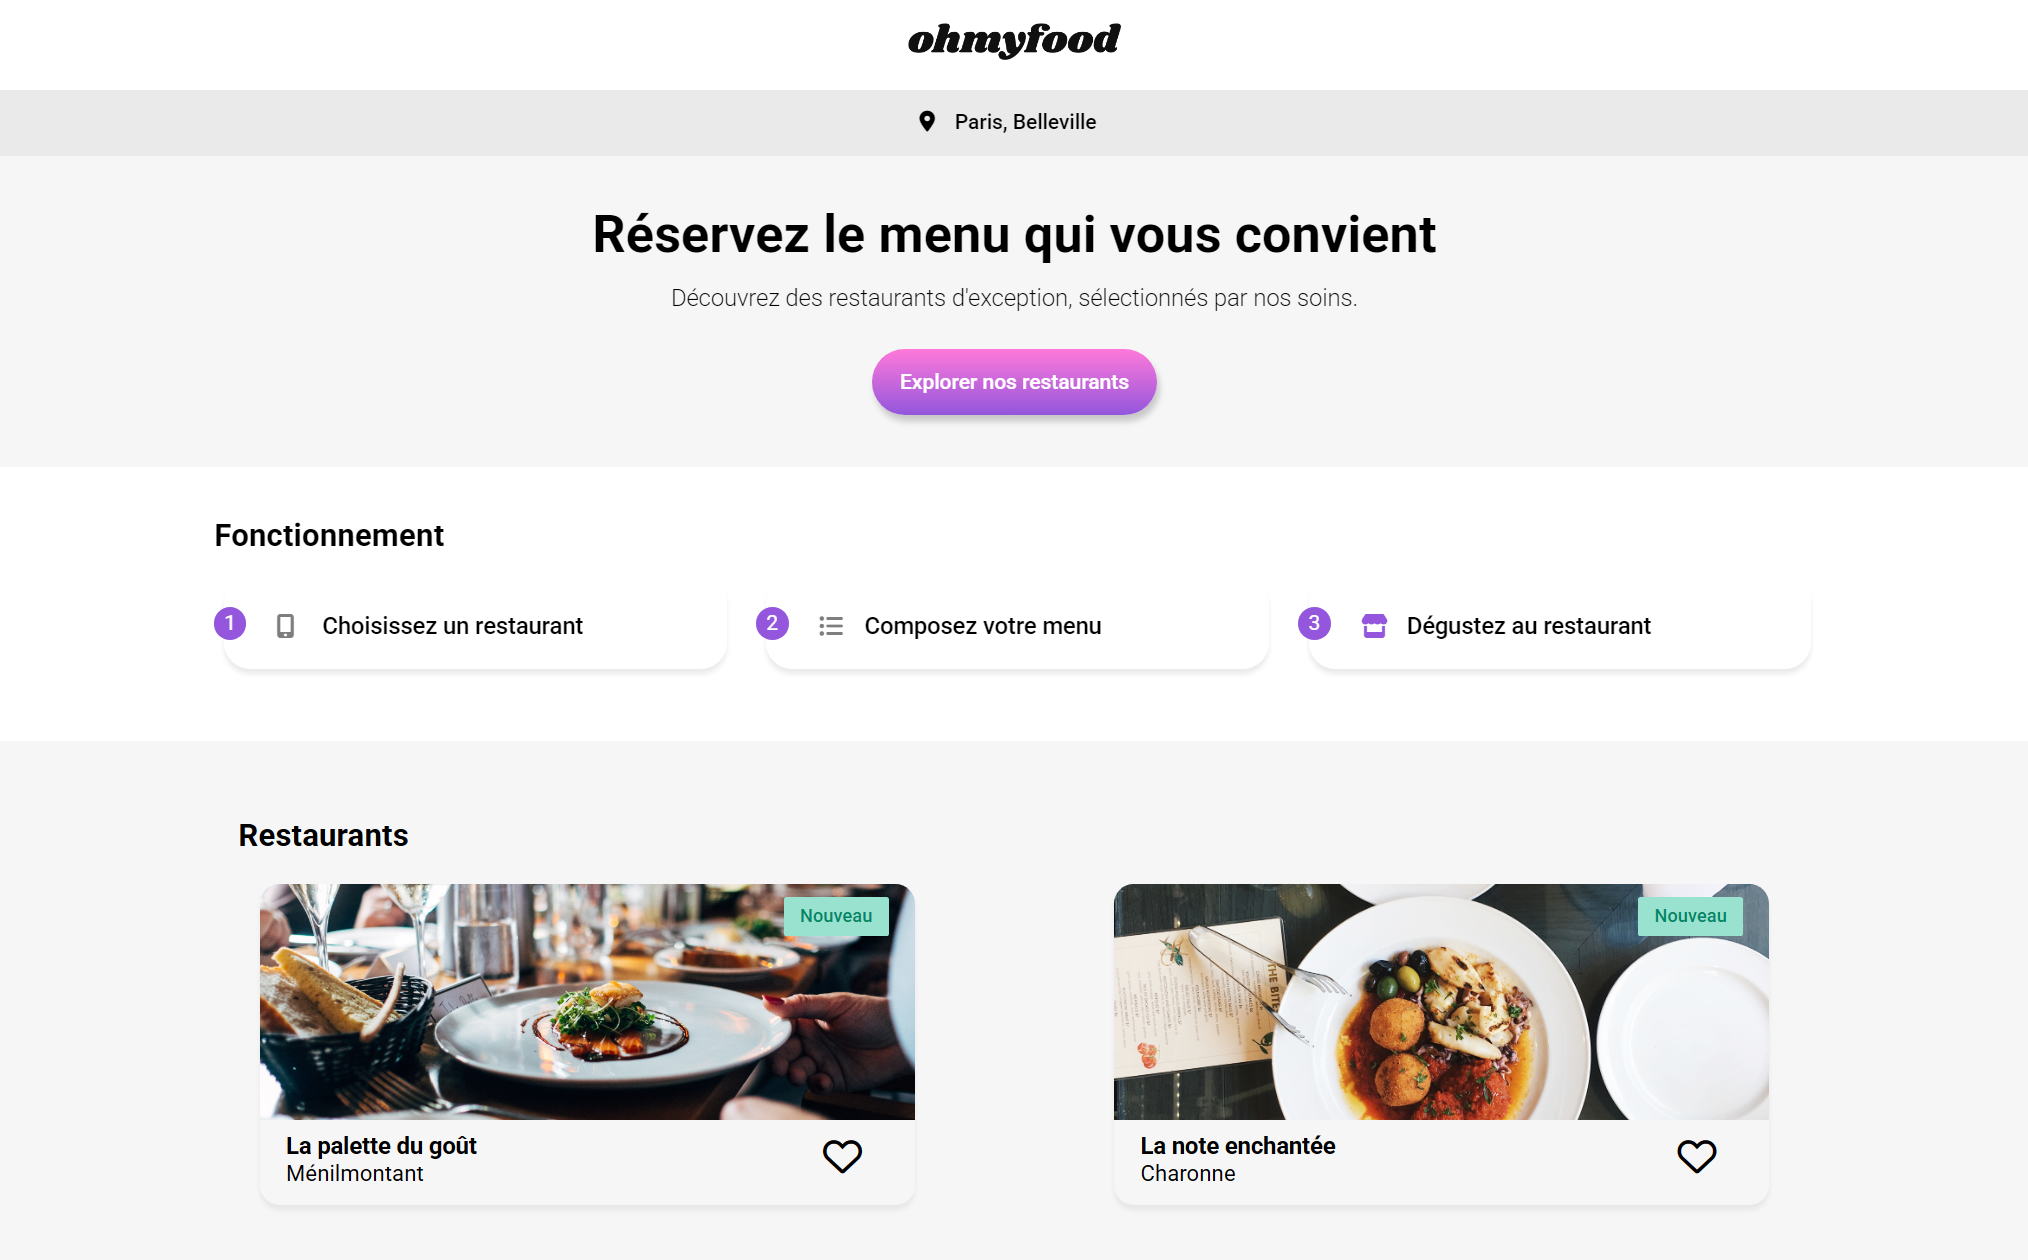 ohmyfood
Paris, Belleville
Réservez le menu qui vous convient
Découvrez des restaurants d'exception, sélectionnés par nos soins.
Explorer nos restaurants
Fonctionnement
1 Choisissez un restaurant
2 Composez votre menu
3 Dégustez au restaurant
Restaurants
Nouveau
La palette du goût
Ménilmontant
Nouveau
THE BITE
La note enchantée
Charonne